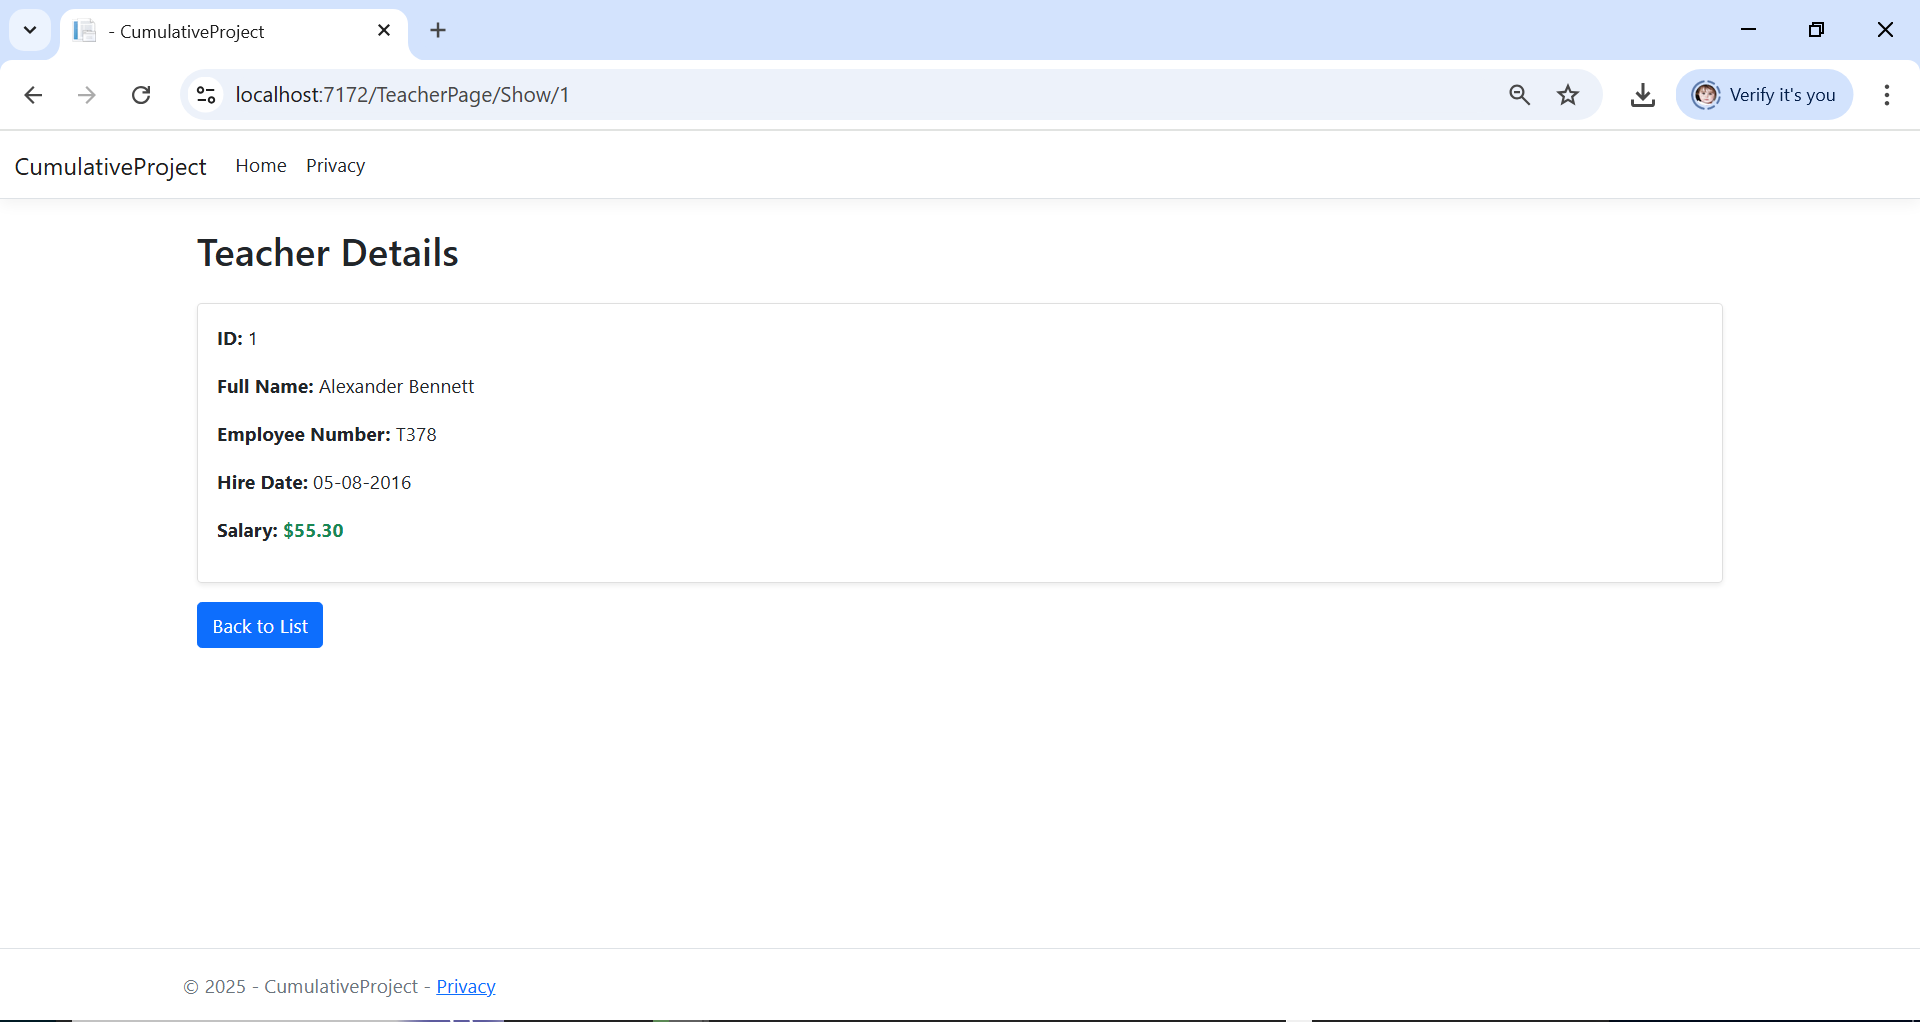 - CumulativeProject
localhost:7172/TeacherPage/Show/1
Verify it's you
CumulativeProject Home Privacy
Teacher Details
ID: 1
Full Name: Alexander Bennett
Employee Number: T378
Hire Date: 05-08-2016
Salary: $55.30
Back to List
© 2025 - CumulativeProject - Privacy